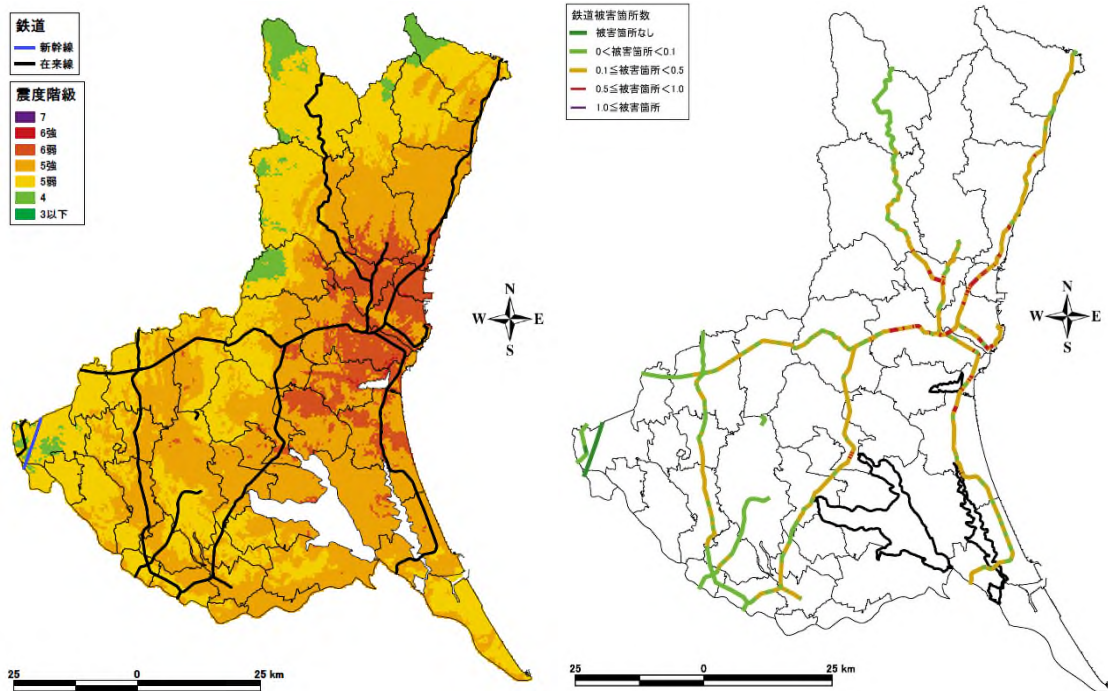 鉄道
新幹線
在来線
震度階級
7
6強
6弱
5強
5弱
4
3以下
N
W E
S
25 0 25 km
鉄道被害箇所数
被害箇所なし
0<被害箇所<0.1
0.1≦被害箇所<0.5
0.5≦被害箇所<1.0
1.0≦被害箇所
N
W E
S
25 0 25 km